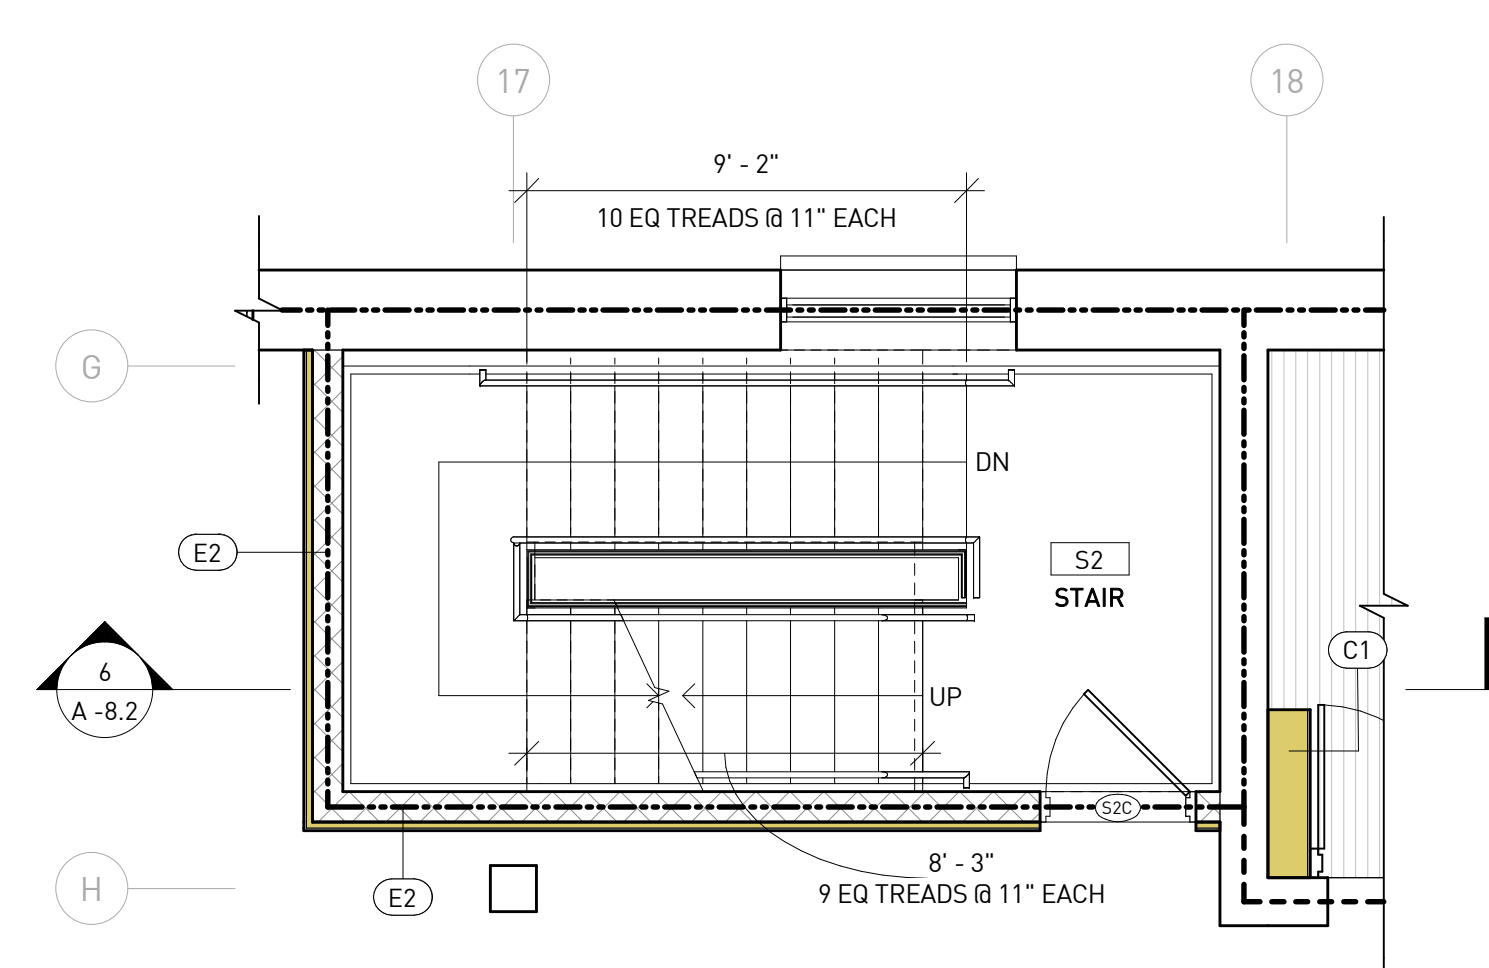 17
18
9' - 2"
10 EQ TREADS @ 11" EACH
G
DN
E2
S2
STAIR
C1
6
A -8.2
UP
S2C
8' - 3"
9 EQ TREADS @ 11" EACH
H
E2